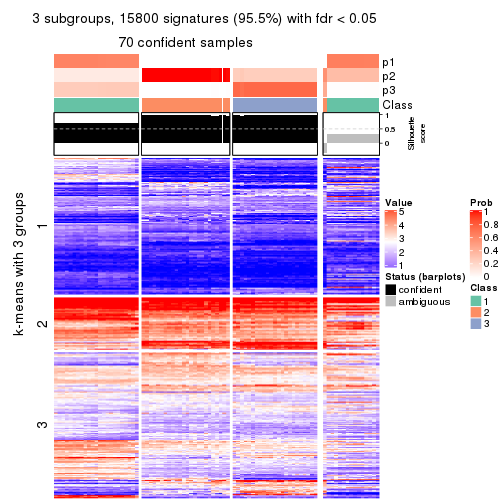 3 subgroups, 15800 signatures (95.5%) with fdr < 0.05
70 confident samples
p1
p2
p3
Class
1
0.5
0
Silhouette
score
k-means with 3 groups
1
2
3
Value
5
4
3
2
1
Prob
1
0.8
0.6
0.4
0.2
0
Status (barplots)
confident
ambiguous
Class
1
2
3